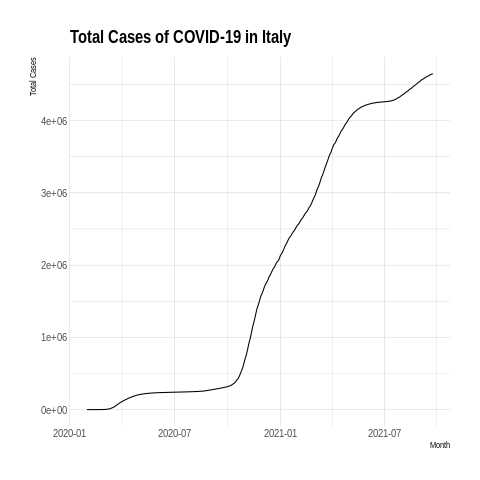 Total Cases of COVID-19 in Italy
Total Cases
4e+06
3e+06
2e+06
1e+06
0e+00
2020-01 2020-07 2021-01 2021-07
Month